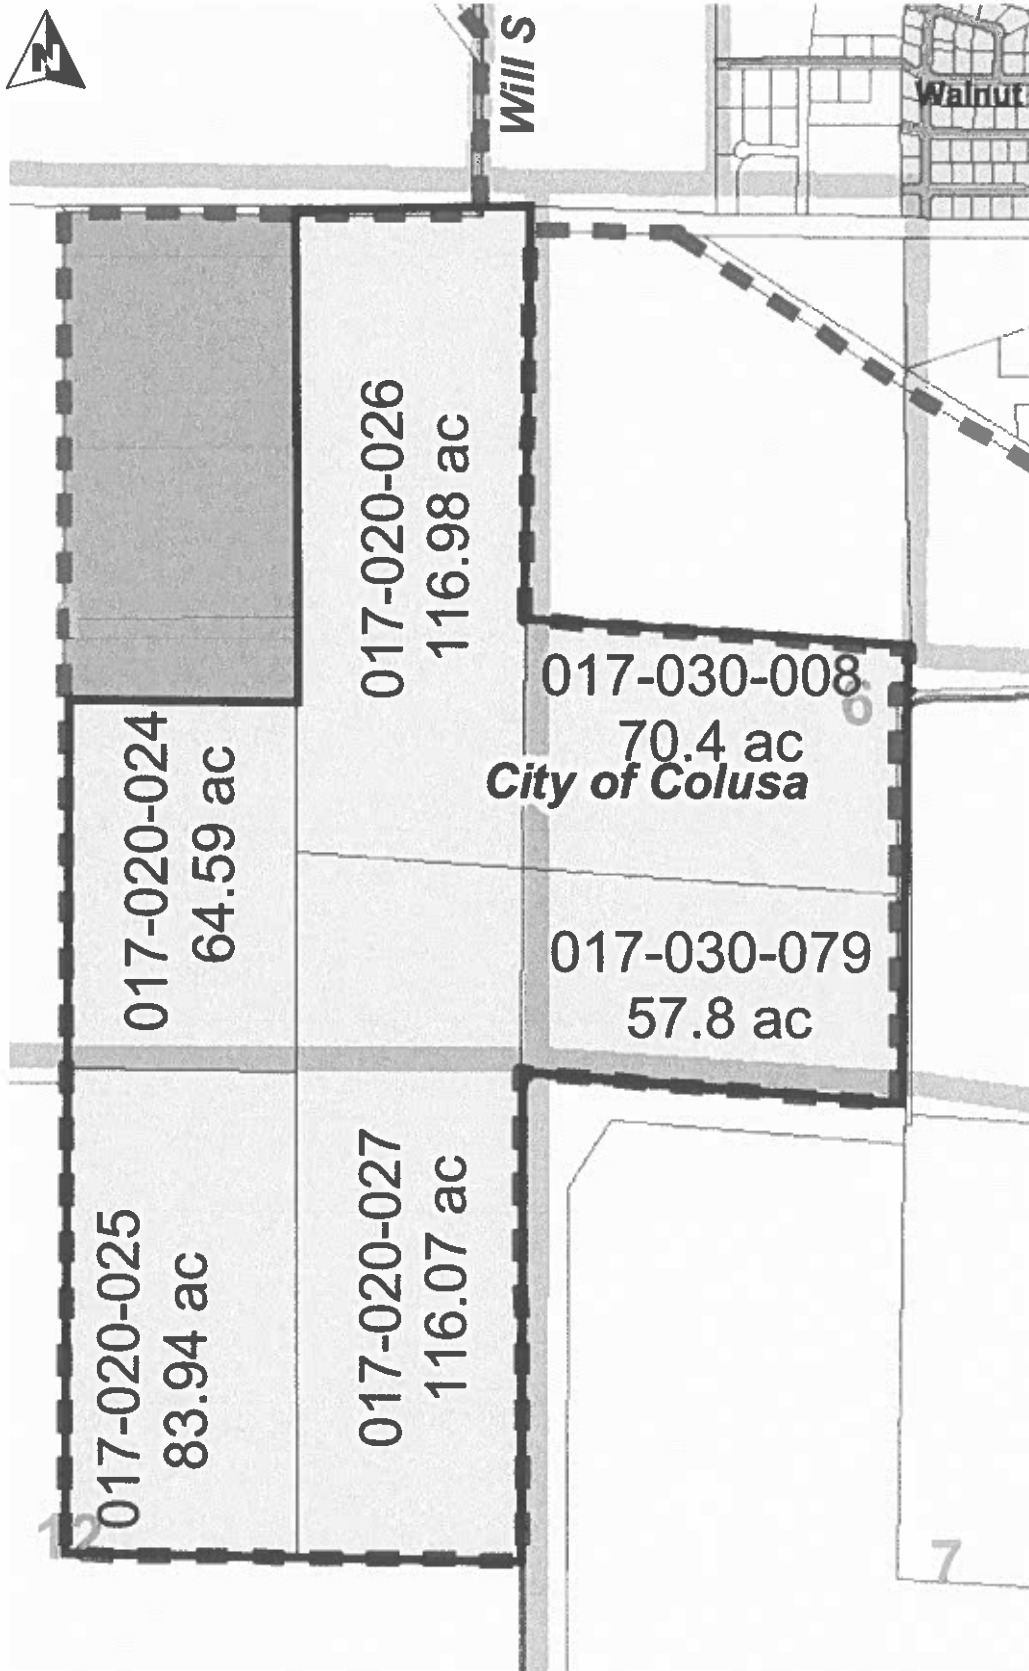 N
Will S
Walnut
017-020-026
116.98 ac
017-030-008
6
70.4 ac
City of Colusa
017-020-024
64.59 ac
017-030-079
57.8 ac
017-020-025
83.94 ac
017-020-027
116.07 ac
12
7